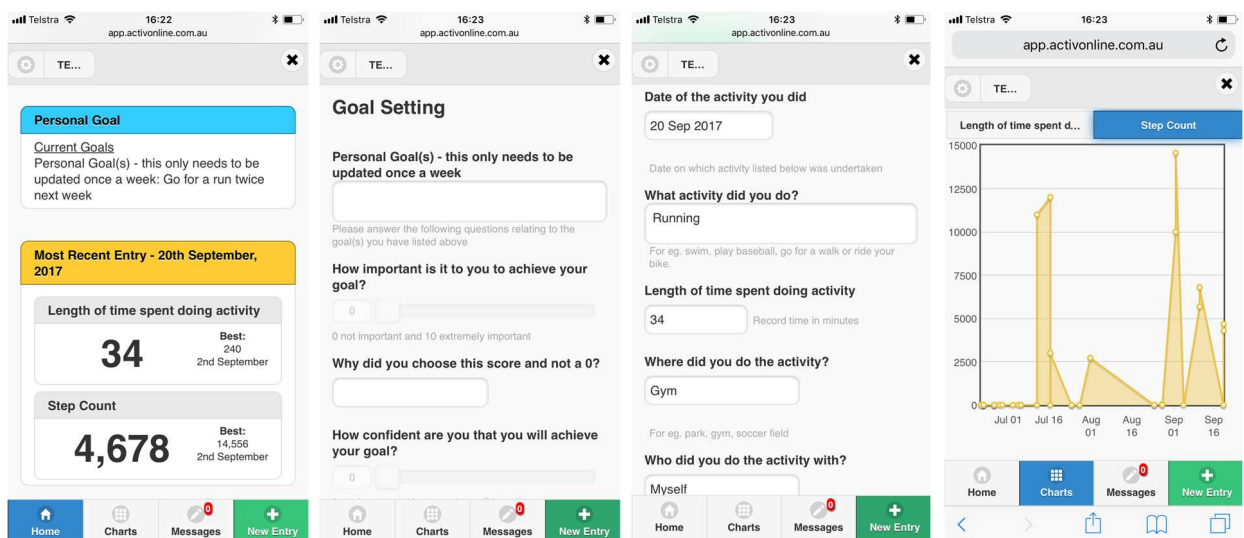 Telstra 16:22
app.activonline.com.au
TE...
Personal Goal
Current Goals
Personal Goal(s) - this only needs to be
updated once a week: Go for a run twice
next week
Most Recent Entry - 20th September,
2017
Length of time spent doing activity
34
Best:
240
2nd September
Step Count
4,678
Best:
14,556
2nd September
Home
Charts
Messages
0
New Entry
Telstra 16:23
app.activonline.com.au
TE...
Goal Setting
Personal Goal(s) - this only needs to be
updated once a week
Please answer the following questions relating to the
goal(s) you have listed above
How important is it to you to achieve your
goal?
0
0 not important and 10 extremely important
Why did you choose this score and not a 0?
How confident are you that you will achieve
your goal?
0
Home
Charts
Messages
0
New Entry
Telstra 16:23
app.activonline.com.au
TE...
Date of the activity you did
20 Sep 2017
Date on which activity listed below was undertaken
What activity did you do?
Running
For eg. swim, play baseball, go for a walk or ride your
bike.
Length of time spent doing activity
34
Record time in minutes
Where did you do the activity?
Gym
For eg. park, gym, soccer field
Who did you do the activity with?
Myself
Home
Charts
Messages
0
New Entry
Telstra 16:23
app.activonline.com.au
TE...
Length of time spent d...
Step Count
15000
12500
10000
7500
5000
2500
0
Jul 01
Jul 16
Aug 01
Aug 16
Sep 01
Sep 16
Home
Charts
Messages
0
New Entry